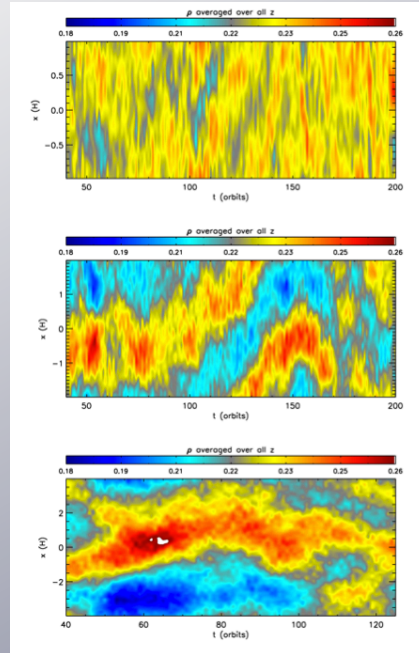 ρ averaged over all z
0.18 0.19 0.21 0.22 0.23 0.25 0.26
0.5
0.0
-0.5
x (H)
50 100 150 200
t (orbits)
ρ averaged over all z
0.18 0.19 0.21 0.22 0.23 0.25 0.26
1
0
-1
x (H)
50 100 150 200
t (orbits)
ρ averaged over all z
0.18 0.19 0.21 0.22 0.23 0.25 0.26
2
0
-2
x (H)
40 60 80 100 120
t (orbits)